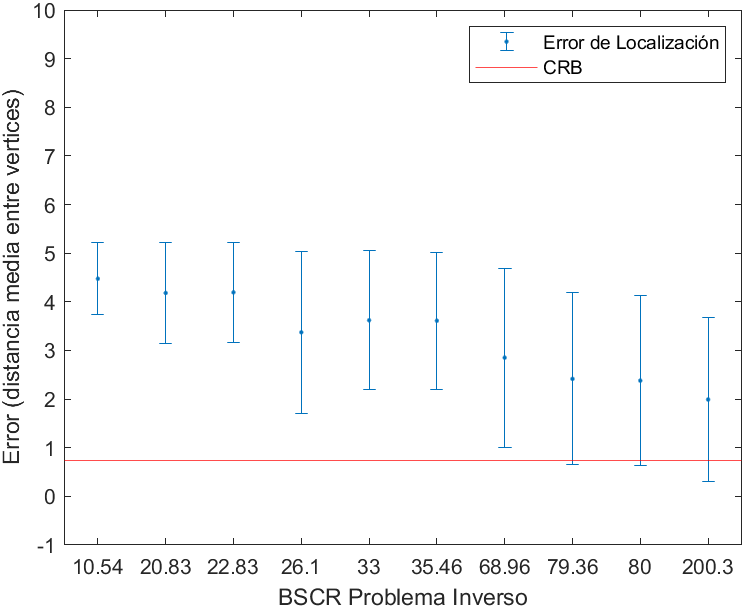 10
9
8
7
6
5
4
3
2
1
0
-1
Error (distancia media entre vertices)
Error de Localización
CRB
10.54 20.83 22.83 26.1 33 35.46 68.96 79.36 80 200.3
BSCR Problema Inverso